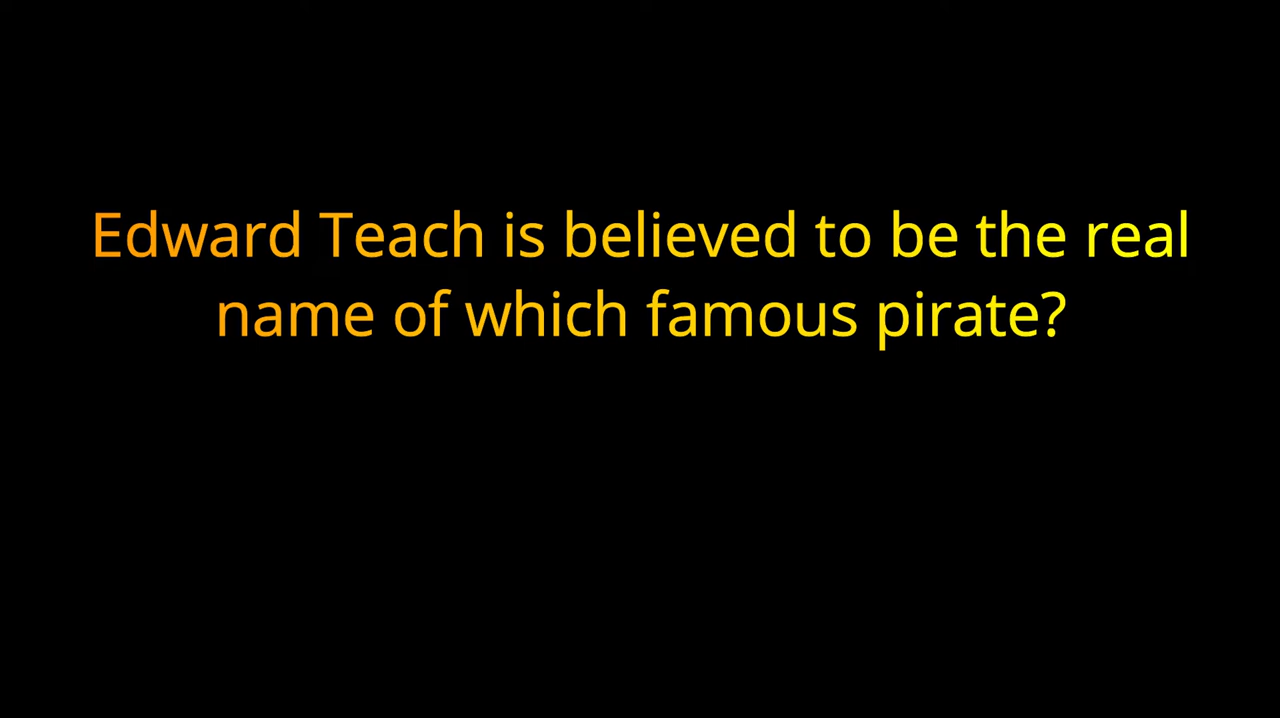 Edward Teach is believed to be the real
name of which famous pirate?